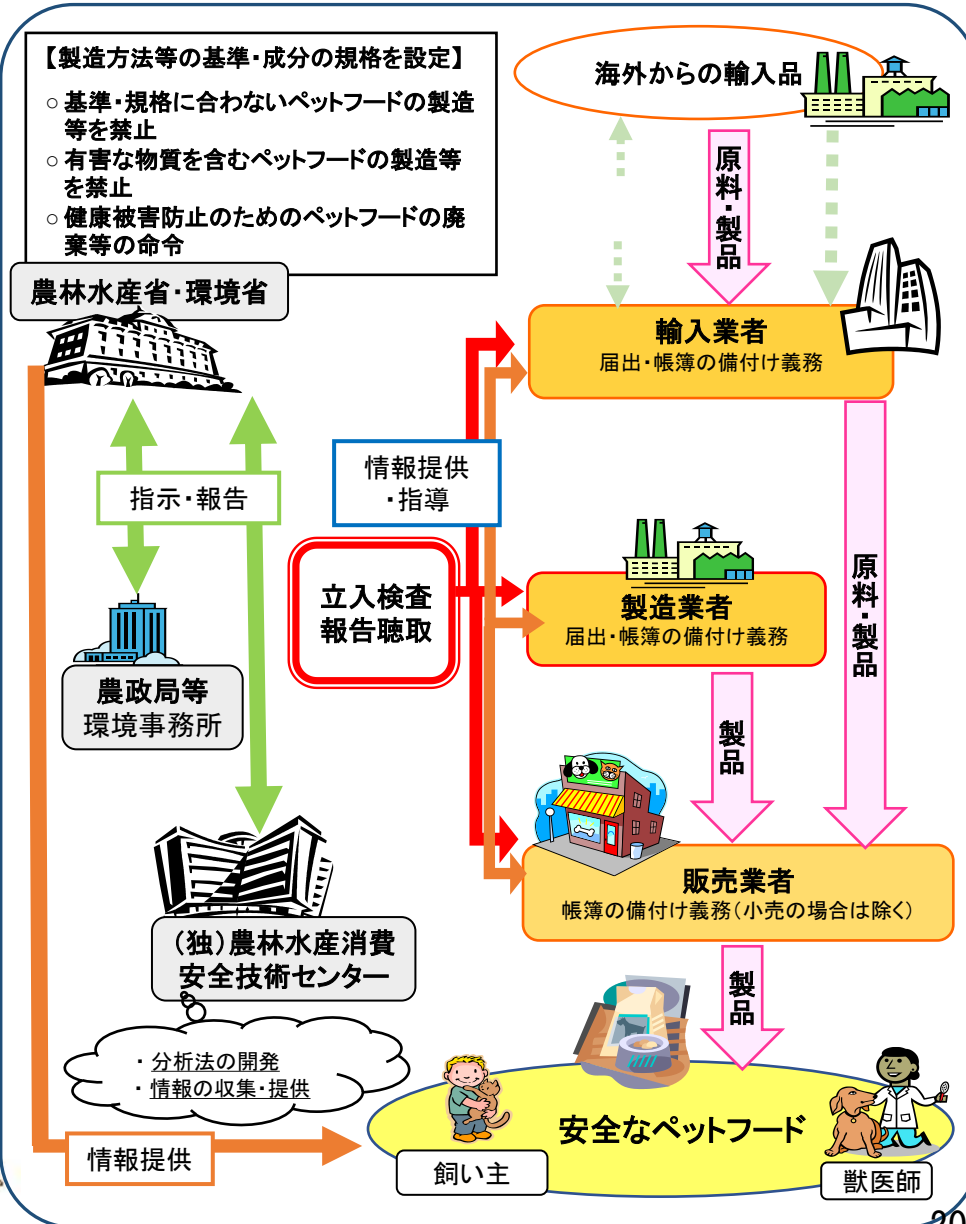 【製造方法等の基準・成分の規格を設定】
○ 基準・規格に合わないペットフードの製造
等を禁止
○ 有害な物質を含むペットフードの製造等
を禁止
○ 健康被害防止のためのペットフードの廃
棄等の命令
農林水産省・環境省
海外からの輸入品
原料・製品
輸入業者
届出・帳簿の備付け義務
指示・報告
情報提供
・指導
立入検査
報告聴取
製造業者
届出・帳簿の備付け義務
原料・製品
農政局等
環境事務所
製品
販売業者
帳簿の備付け義務（小売の場合は除く）
（独）農林水産消費
安全技術センター
・ 分析法の開発
・ 情報の収集・提供
製品
安全なペットフード
情報提供
飼い主
獣医師
20